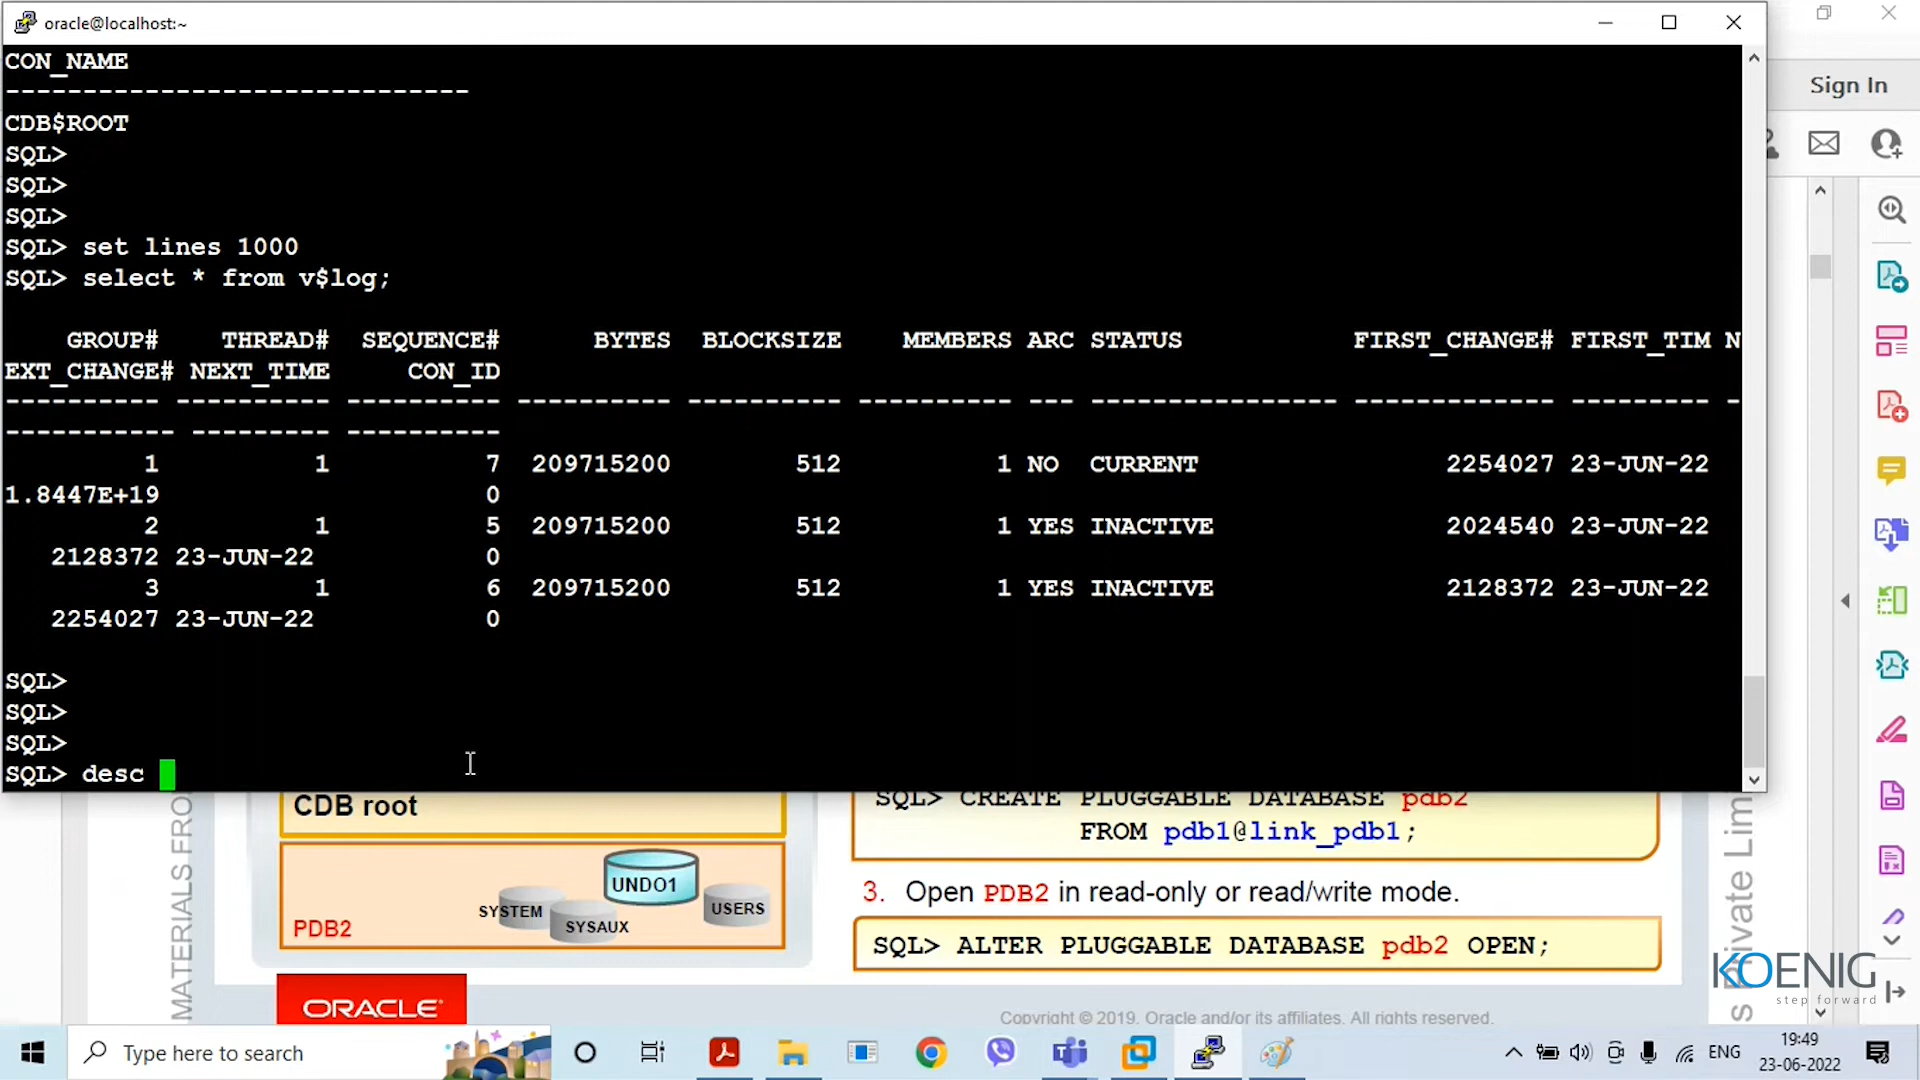 oracle@localhost:~
CON_NAME
------------------------------
CDB$ROOT
SQL>
SQL>
SQL>
SQL> set lines 1000
SQL> select * from v$log;
GROUP# THREAD# SEQUENCE# BYTES BLOCKSIZE MEMBERS ARC STATUS FIRST_CHANGE# FIRST_TIM N
EXT_CHANGE# NEXT_TIME CON_ID
---------- ---------- ---------- ---------- ---------- ---------- --- ---------------- ------------- --------- -
----------- --------- ----------
1 1 7 209715200 512 1 NO CURRENT 2254027 23-JUN-22
1.8447E+19 0
2 1 5 209715200 512 1 YES INACTIVE 2024540 23-JUN-22
2128372 23-JUN-22 0
3 1 6 209715200 512 1 YES INACTIVE 2128372 23-JUN-22
2254027 23-JUN-22 0
SQL>
SQL>
SQL>
SQL> desc
Sign In
CDB root
PDB2
SYSTEM
SYSAUX
UNDO1
USERS
SQL> CREATE PLUGGABLE DATABASE pdb2
FROM pdb1@link_pdb1;
3. Open PDB2 in read-only or read/write mode.
SQL> ALTER PLUGGABLE DATABASE pdb2 OPEN;
MATERIALS FRO
s Private Lim
ORACLE
Copyright © 2019, Oracle and/or its affiliates. All rights reserved.
KOENIG
step forward
Type here to search
ENG
19:49
23-06-2022